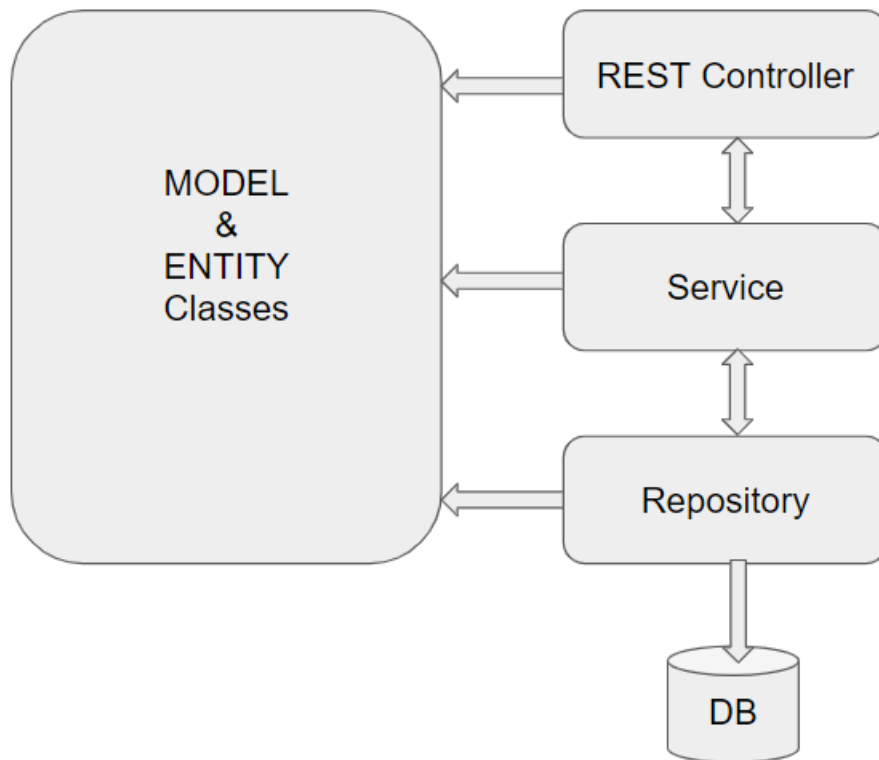 MODEL
&
ENTITY
Classes
REST Controller
Service
Repository
DB